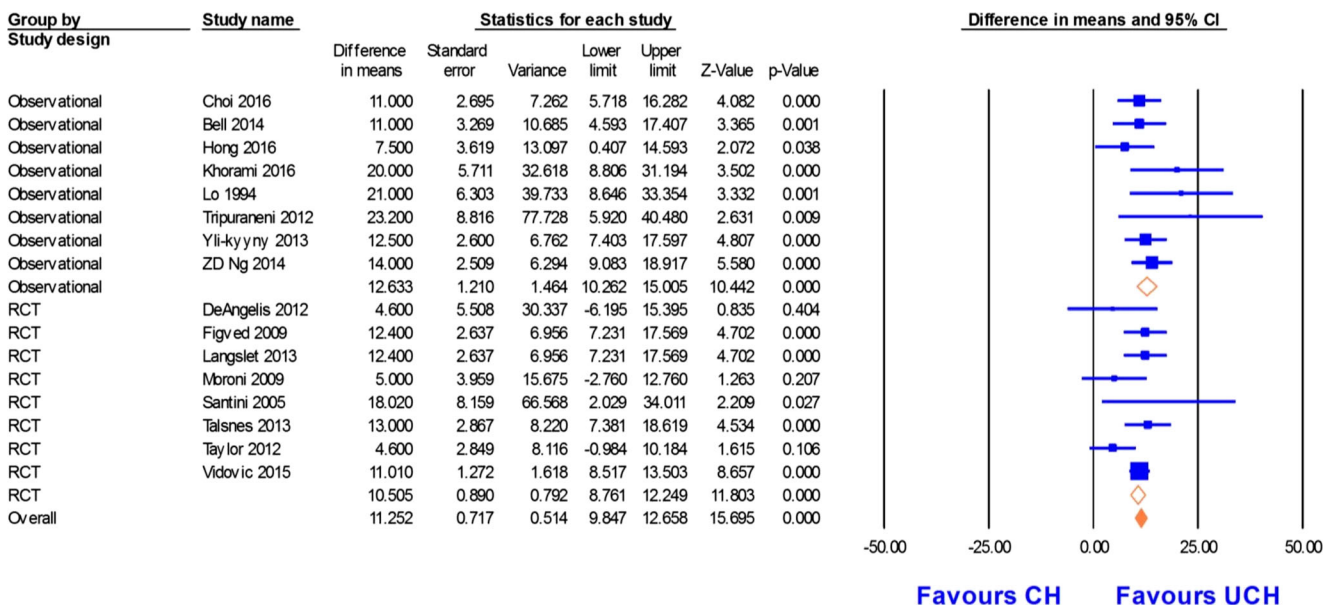 Group by Study name Statistics for each study Difference in means and 95% CI
Study design
Difference Standard Lower Upper
in means error Variance limit limit Z-Value p-Value
Observational Choi 2016 11.000 2.695 7.262 5.718 16.282 4.082 0.000
Observational Bell 2014 11.000 3.269 10.685 4.593 17.407 3.365 0.001
Observational Hong 2016 7.500 3.619 13.097 0.407 14.593 2.072 0.038
Observational Khorami 2016 20.000 5.711 32.618 8.806 31.194 3.502 0.000
Observational Lo 1994 21.000 6.303 39.733 8.646 33.354 3.332 0.001
Observational Tripuraneni 2012 23.200 8.816 77.728 5.920 40.480 2.631 0.009
Observational Yli-kyyny 2013 12.500 2.600 6.762 7.403 17.597 4.807 0.000
Observational ZD Ng 2014 14.000 2.509 6.294 9.083 18.917 5.580 0.000
Observational 12.633 1.210 1.464 10.262 15.005 10.442 0.000
RCT DeAngelis 2012 4.600 5.508 30.337 -6.195 15.395 0.835 0.404
RCT Figved 2009 12.400 2.637 6.956 7.231 17.569 4.702 0.000
RCT Langslet 2013 12.400 2.637 6.956 7.231 17.569 4.702 0.000
RCT Moroni 2009 5.000 3.959 15.675 -2.760 12.760 1.263 0.207
RCT Santini 2005 18.020 8.159 66.568 2.029 34.011 2.209 0.027
RCT Talsnes 2013 13.000 2.867 8.220 7.381 18.619 4.534 0.000
RCT Taylor 2012 4.600 2.849 8.116 -0.984 10.184 1.615 0.106
RCT Vidovic 2015 11.010 1.272 1.618 8.517 13.503 8.657 0.000
RCT 10.505 0.890 0.792 8.761 12.249 11.803 0.000
Overall 11.252 0.717 0.514 9.847 12.658 15.695 0.000
-50.00 -25.00 0.00 25.00 50.00
Favours CH Favours UCH